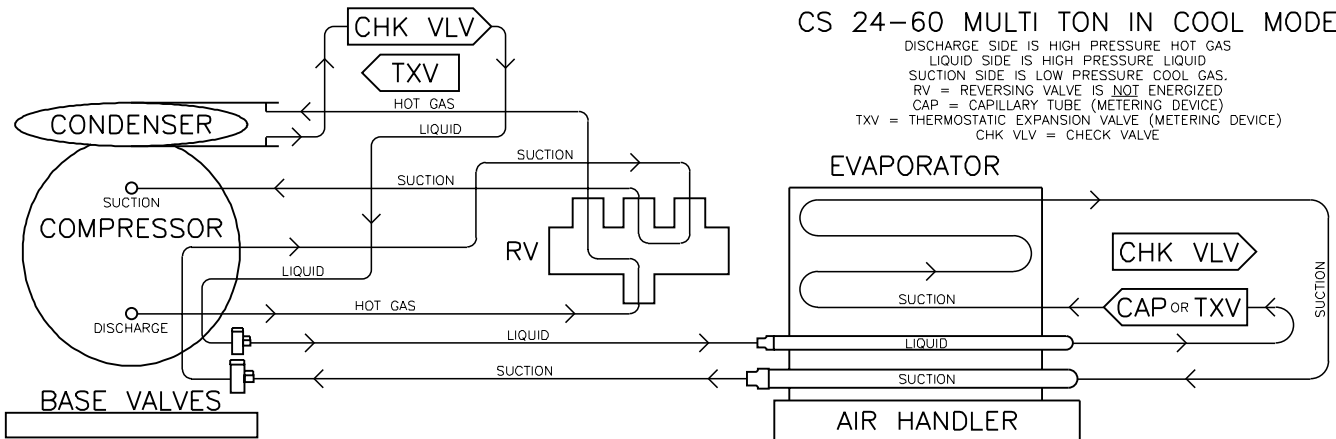 CS 24-60 MULTI TON IN COOL MODE
DISCHARGE SIDE IS HIGH PRESSURE HOT GAS
LIQUID SIDE IS HIGH PRESSURE LIQUID
SUCTION SIDE IS LOW PRESSURE COOL GAS.
RV = REVERSING VALVE IS NOT ENERGIZED
CAP = CAPILLARY TUBE (METERING DEVICE)
TXV = THERMOSTATIC EXPANSION VALVE (METERING DEVICE)
CHK VLV = CHECK VALVE
CHK VLV
TXV
HOT GAS
CONDENSER
LIQUID
SUCTION
SUCTION
SUCTION
COMPRESSOR
RV
LIQUID
HOT GAS
DISCHARGE
LIQUID
SUCTION
BASE VALVES
EVAPORATOR
CHK VLV
SUCTION
SUCTION
CAP OR TXV
LIQUID
SUCTION
AIR HANDLER